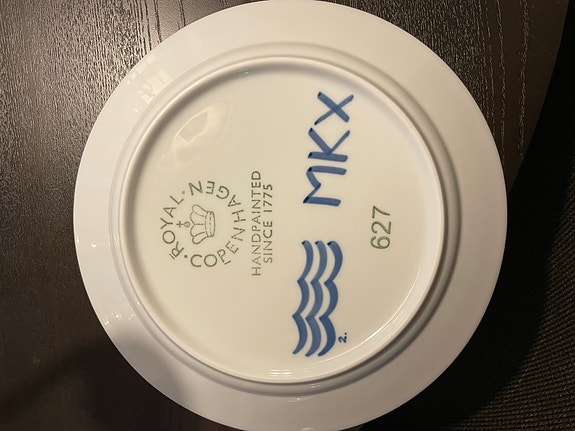 ROYAL
COPENHAGEN
HANDPAINTED
SINCE 1775
MKX
2.
627